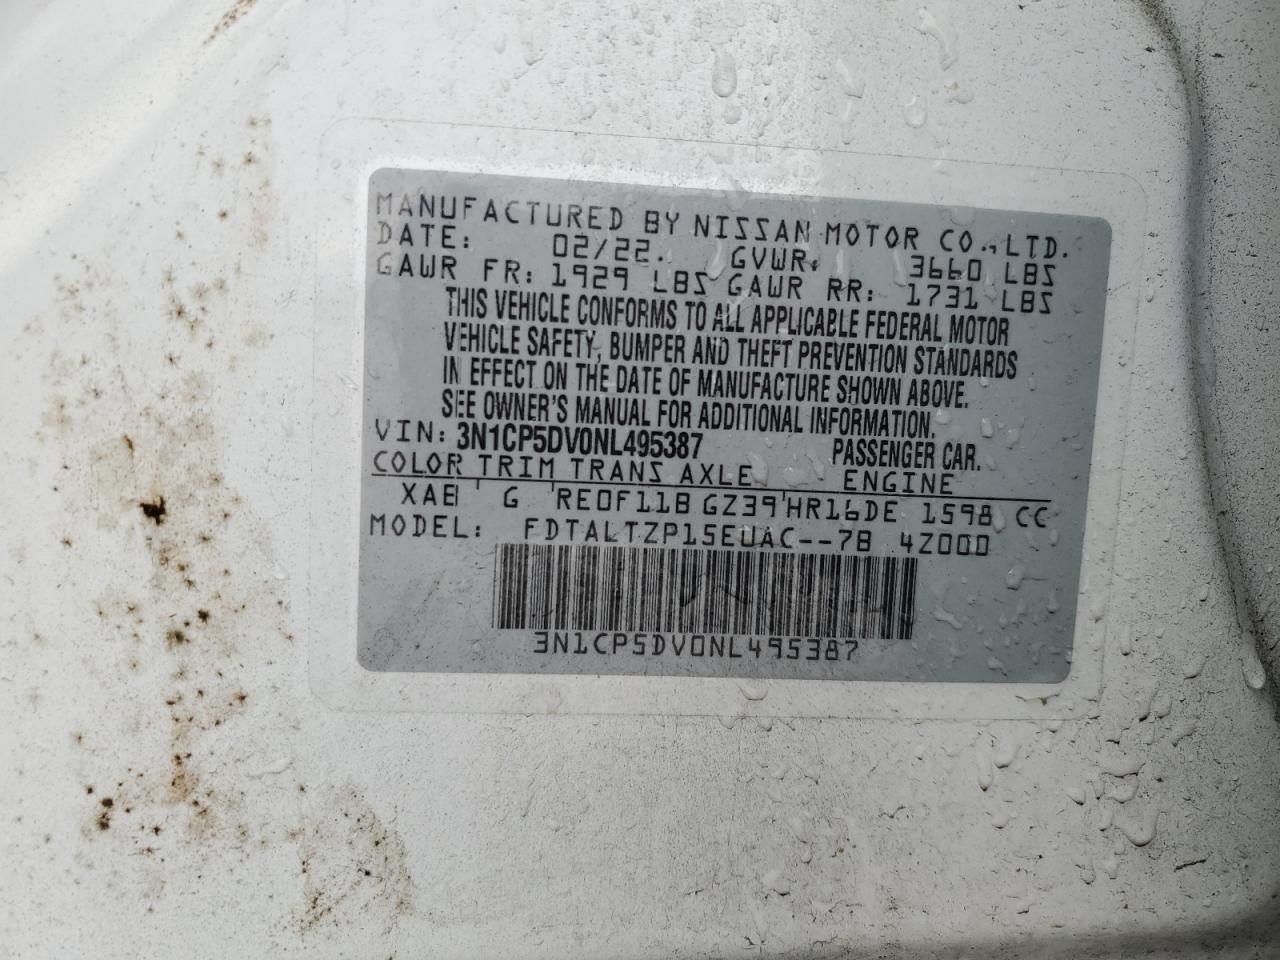 MANUFACTURED BY NISSAN MOTOR CO.,LTD.
DATE: 02/22. GVWR: 3660 LBS
GAWR FR: 1929 LBS GAWR RR: 1731 LBS
THIS VEHICLE CONFORMS TO ALL APPLICABLE FEDERAL MOTOR
VEHICLE SAFETY, BUMPER AND THEFT PREVENTION STANDARDS
IN EFFECT ON THE DATE OF MANUFACTURE SHOWN ABOVE.
SEE OWNER'S MANUAL FOR ADDITIONAL INFORMATION.
VIN: 3N1CP5DV0NL495387 PASSENGER CAR.
COLOR TRIM TRANS AXLE ENGINE
XAB G RE0F11B GZ39 HR16DE 1598 CC
MODEL: FDTALTZP15EUAC--7B 4Z000
3N1CP5DV0NL495387